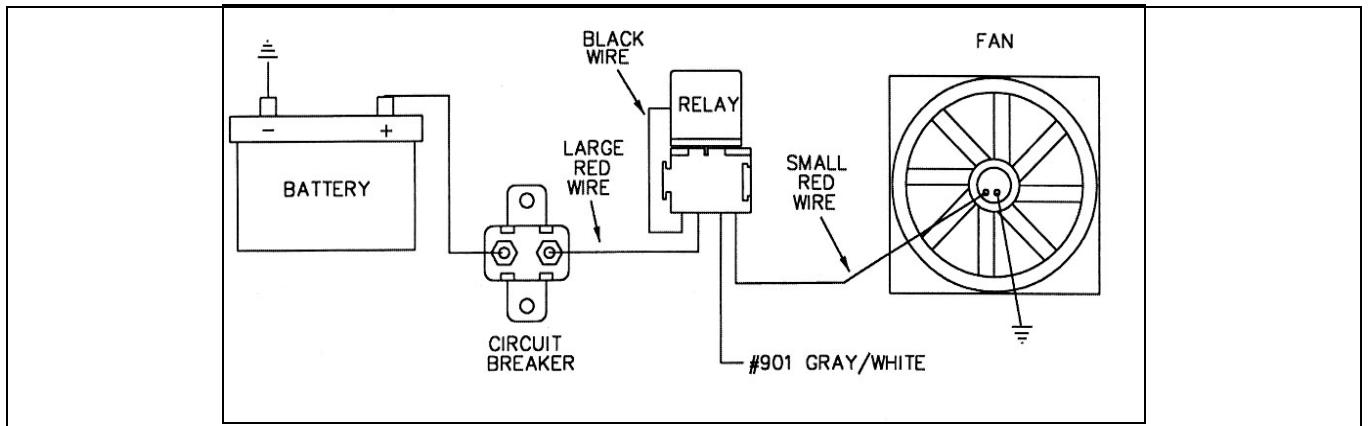 BLACK
WIRE
FAN
RELAY
- +
BATTERY
LARGE
RED
WIRE
SMALL
RED
WIRE
CIRCUIT
BREAKER
#901 GRAY/WHITE